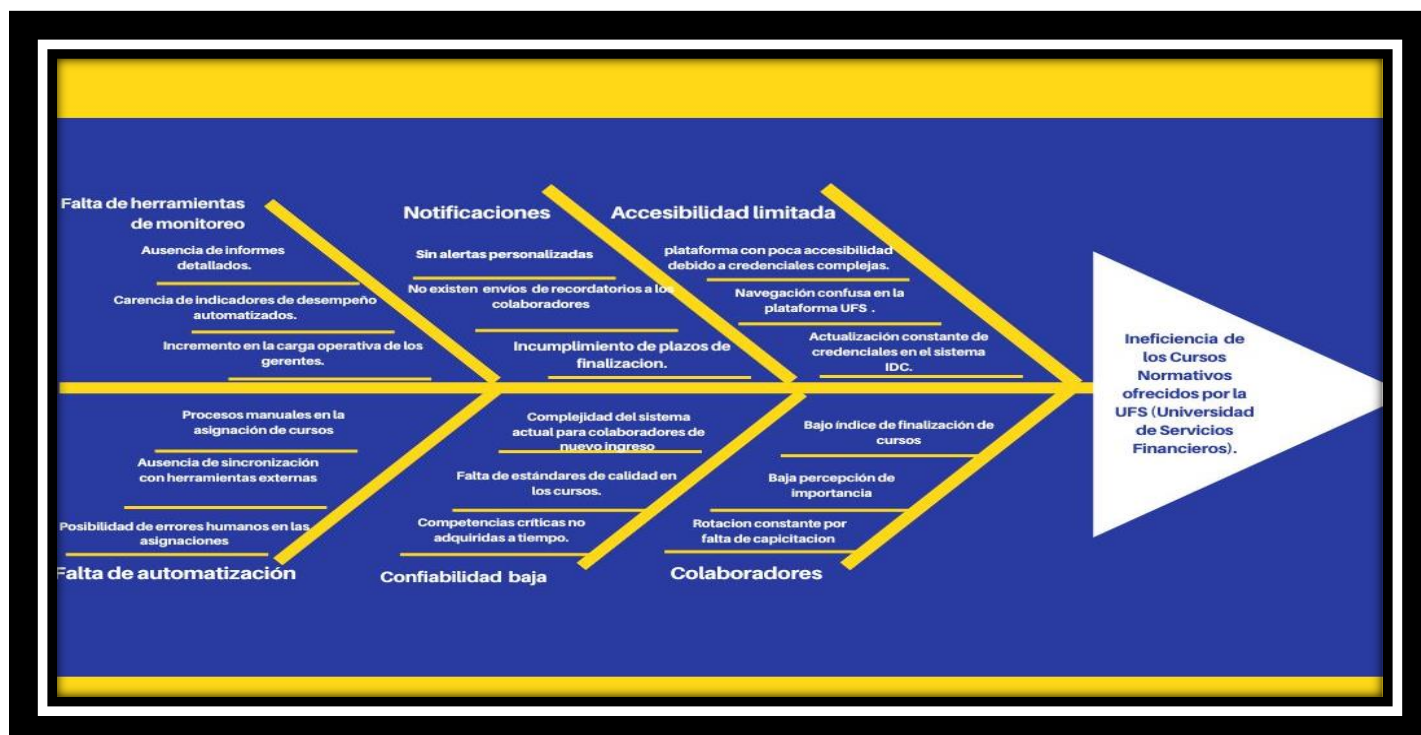 Falta de herramientas
de monitoreo
Ausencia de informes
detallados.
Carencia de indicadores de desempeño
automatizados.
Incremento en la carga operativa de los
gerentes.
Notificaciones
Sin alertas personalizadas
No existen envíos de recordatorios a los
colaboradores
Incumplimiento de plazos de
finalizacion.
Accesibilidad limitada
plataforma con poca accesibilidad
debido a credenciales complejas.
Navegación confusa en la
plataforma UFS .
Actualización constante de
credenciales en el sistema
IDC.
Procesos manuales en la
asignación de cursos
Ausencia de sincronización
con herramientas externas
Posibilidad de errores humanos en las
asignaciones
Falta de automatización
Complejidad del sistema
actual para colaboradores de
nuevo ingreso
Falta de estándares de calidad en
los cursos.
Competencias críticas no
adquiridas a tiempo.
Confiabilidad baja
Bajo índice de finalización de
cursos
Baja percepción de
importancia
Rotacion constante por
falta de capicitacion
Colaboradores
Ineficiencia de
los Cursos
Normativos
ofrecidos por la
UFS (Universidad
de Servicios
Financieros).